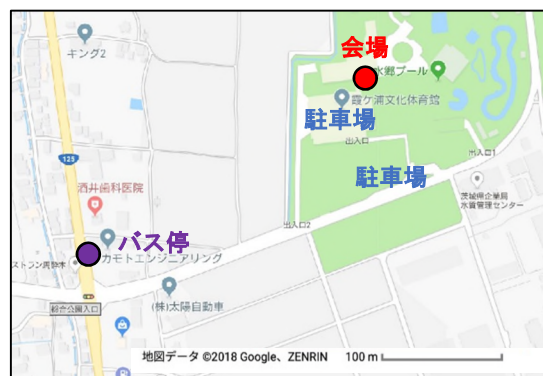 キング2
会場
水郷プール
霞ケ浦文化体育館
駐車場
出入口
出入口1
125
駐車場
酒井歯科医院
茨城県企業局
水質管理センター
出入口2
バス停
カモトエンジニアリング
ストラン
総合公園入口
(株)太陽自動車
地図データ ©2018 Google、ZENRIN 100 m